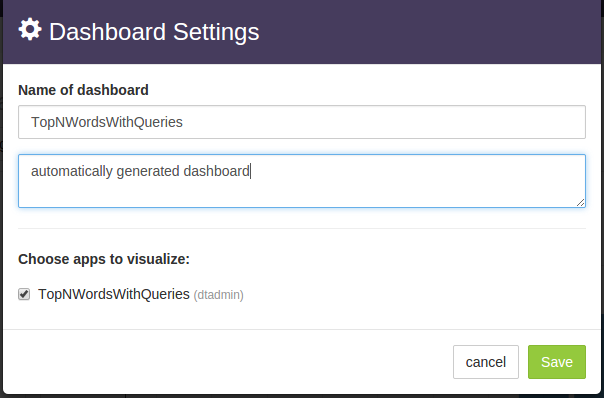 Dashboard Settings
Name of dashboard
TopNWordsWithQueries
automatically generated dashboard
Choose apps to visualize:
TopNWordsWithQueries (dtadmin)
cancel Save